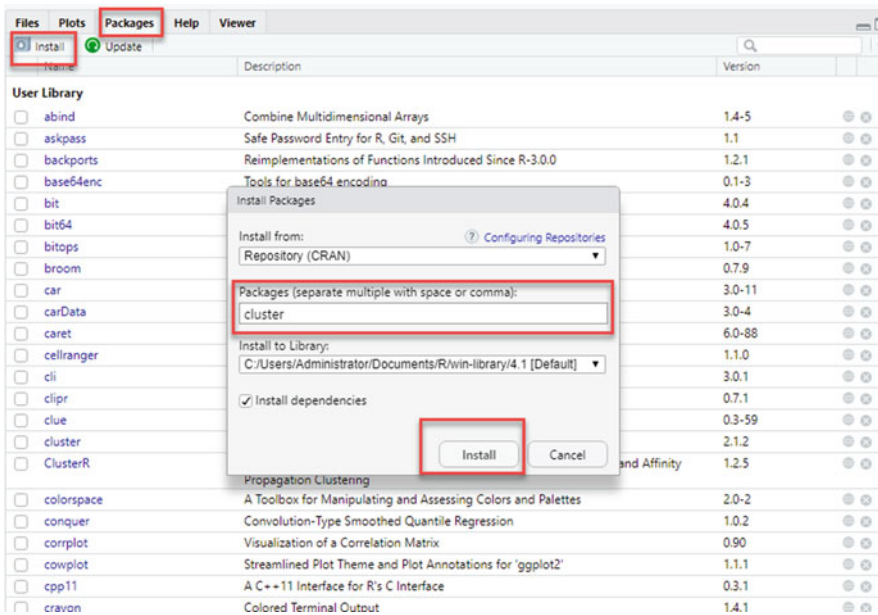 Files Plots Packages Help Viewer
Install Update
Name Description Version
User Library
abind Combine Multidimensional Arrays 1.4-5
askpass Safe Password Entry for R, Git, and SSH 1.1
backports Reimplementations of Functions Introduced Since R-3.0.0 1.2.1
base64enc Tools for base64 encoding 0.1-3
bit 4.0.4
bit64 4.0.5
bitops 1.0-7
broom 0.7.9
car 3.0-11
carData 3.0-4
caret 6.0-88
cellranger 1.1.0
cli 3.0.1
clipr 0.7.1
clue 0.3-59
cluster 2.1.2
ClusterR and Affinity 1.2.5
Propagation Clustering
colorspace A Toolbox for Manipulating and Assessing Colors and Palettes 2.0-2
conquer Convolution-Type Smoothed Quantile Regression 1.0.2
corrplot Visualization of a Correlation Matrix 0.90
cowplot Streamlined Plot Theme and Plot Annotations for 'ggplot2' 1.1.1
cpp11 A C++11 Interface for R's C Interface 0.3.1
crayon Colored Terminal Output 1.4.1
Install Packages
Install from: ? Configuring Repositories
Repository (CRAN)
Packages (separate multiple with space or comma):
cluster
Install to Library:
C:/Users/Administrator/Documents/R/win-library/4.1 [Default]
Install dependencies
Install Cancel